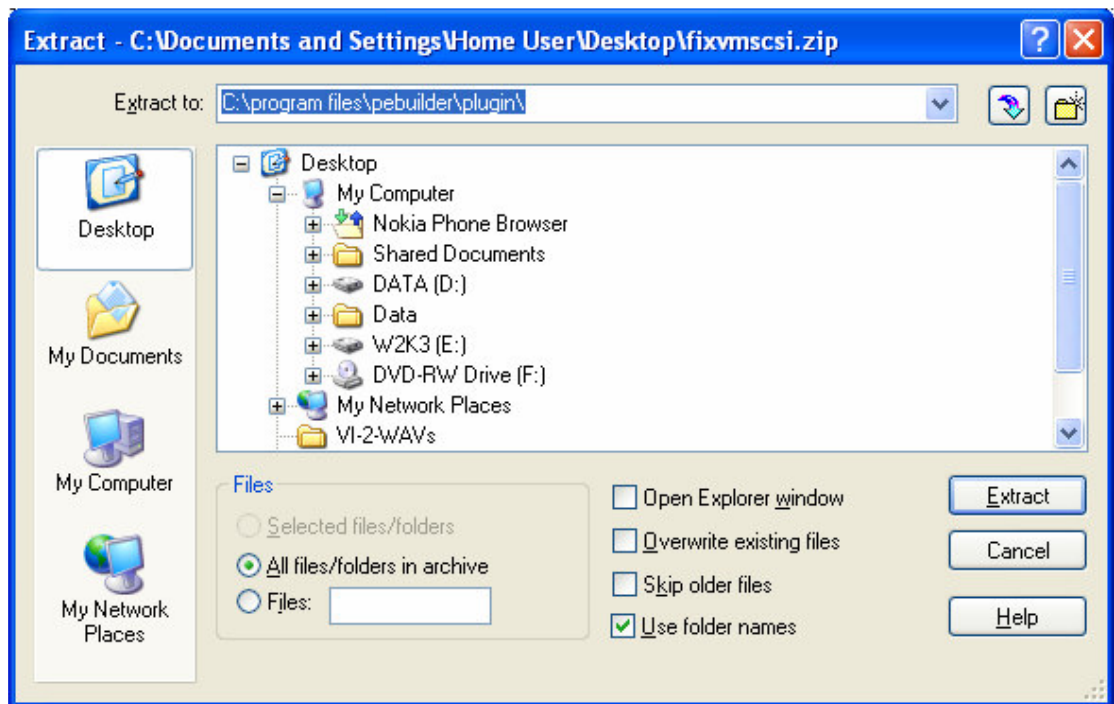 Extract - C:\Documents and Settings\Home User\Desktop\fixvmscsi.zip
Extract to: C:\program files\pebuilder\plugin\
Desktop
My Documents
My Computer
My Network
Places
Desktop
My Computer
Nokia Phone Browser
Shared Documents
DATA (D:)
Data
W2K3 (E:)
DVD-RW Drive (F:)
My Network Places
VI-2-WAVs
Files
Selected files/folders
All files/folders in archive
Files:
Open Explorer window
Overwrite existing files
Skip older files
Use folder names
Extract
Cancel
Help